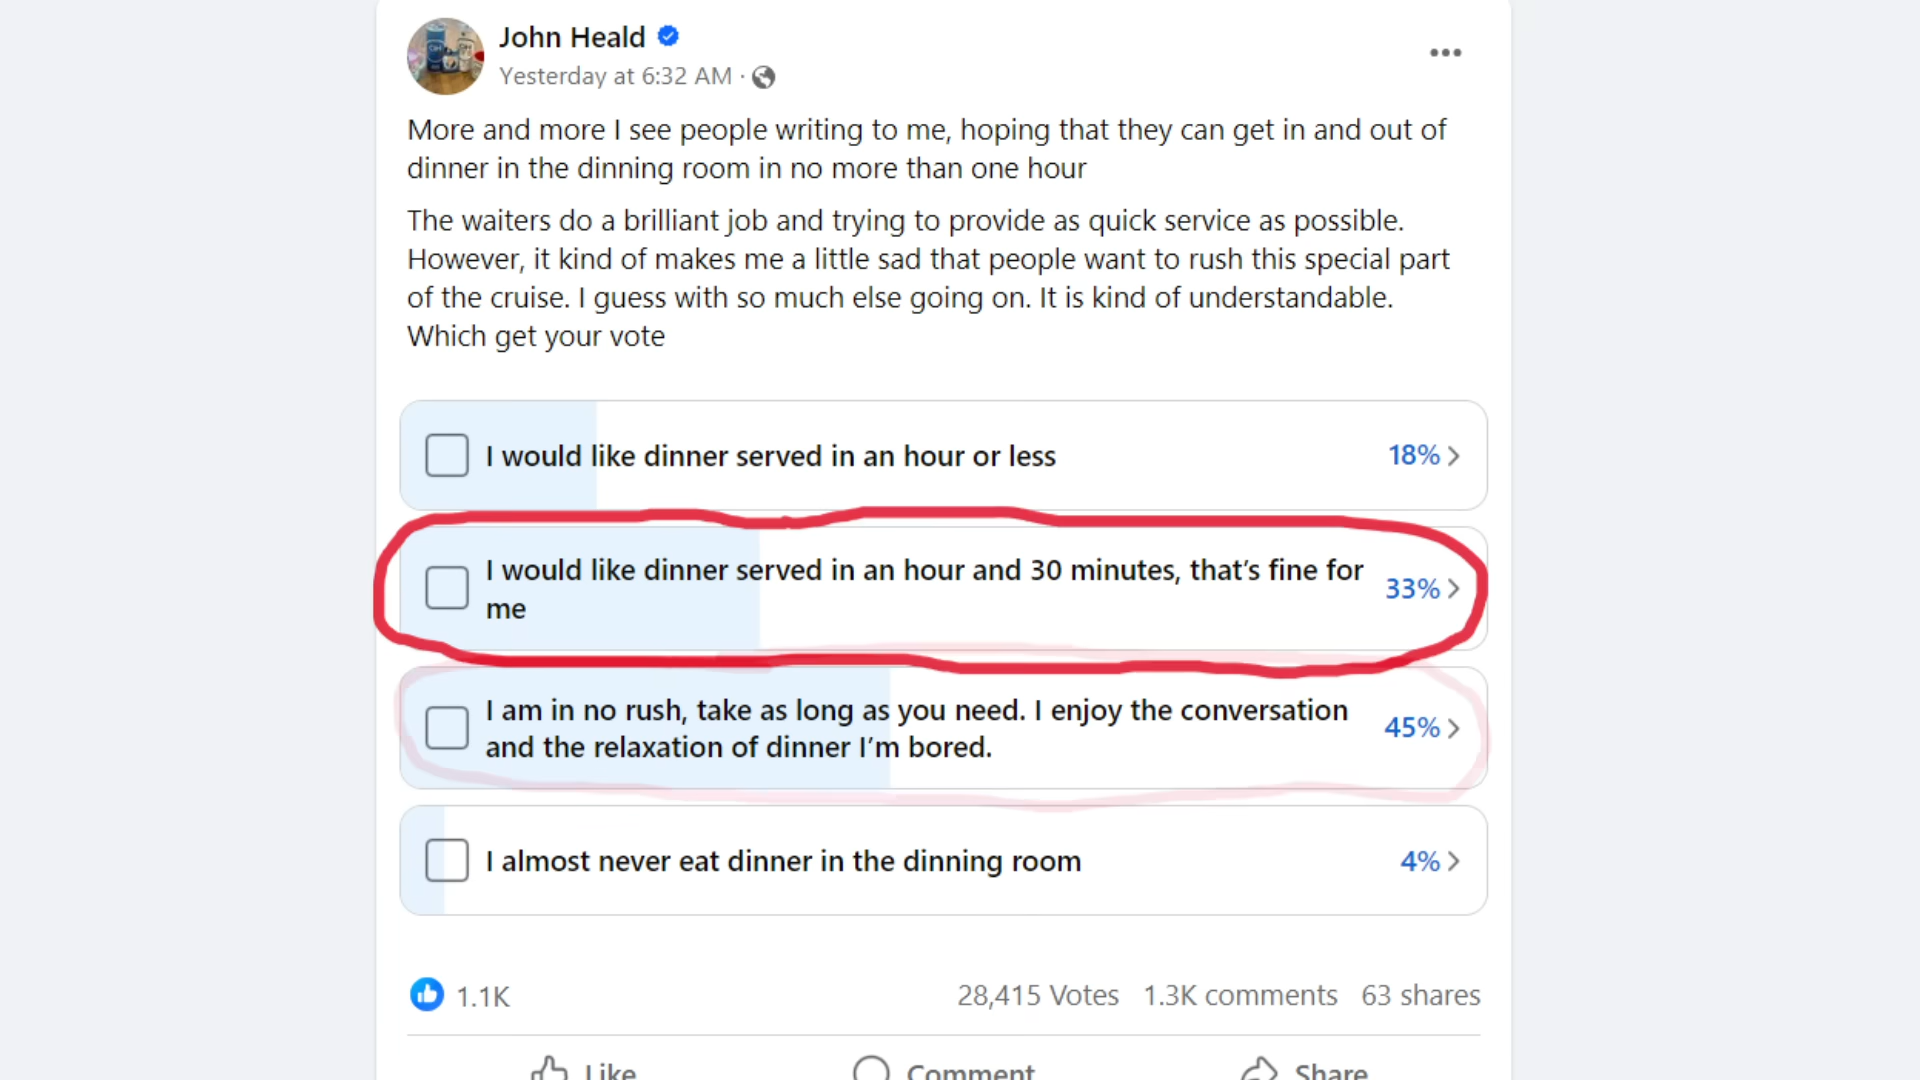 John Heald
Yesterday at 6:32 AM ·
More and more I see people writing to me, hoping that they can get in and out of
dinner in the dinning room in no more than one hour
The waiters do a brilliant job and trying to provide as quick service as possible.
However, it kind of makes me a little sad that people want to rush this special part
of the cruise. I guess with so much else going on. It is kind of understandable.
Which get your vote
I would like dinner served in an hour or less 18%
I would like dinner served in an hour and 30 minutes, that's fine for
me
33%
I am in no rush, take as long as you need. I enjoy the conversation
and the relaxation of dinner I'm bored.
45%
I almost never eat dinner in the dinning room 4%
1.1K 28,415 Votes 1.3K comments 63 shares
Like Comment Share